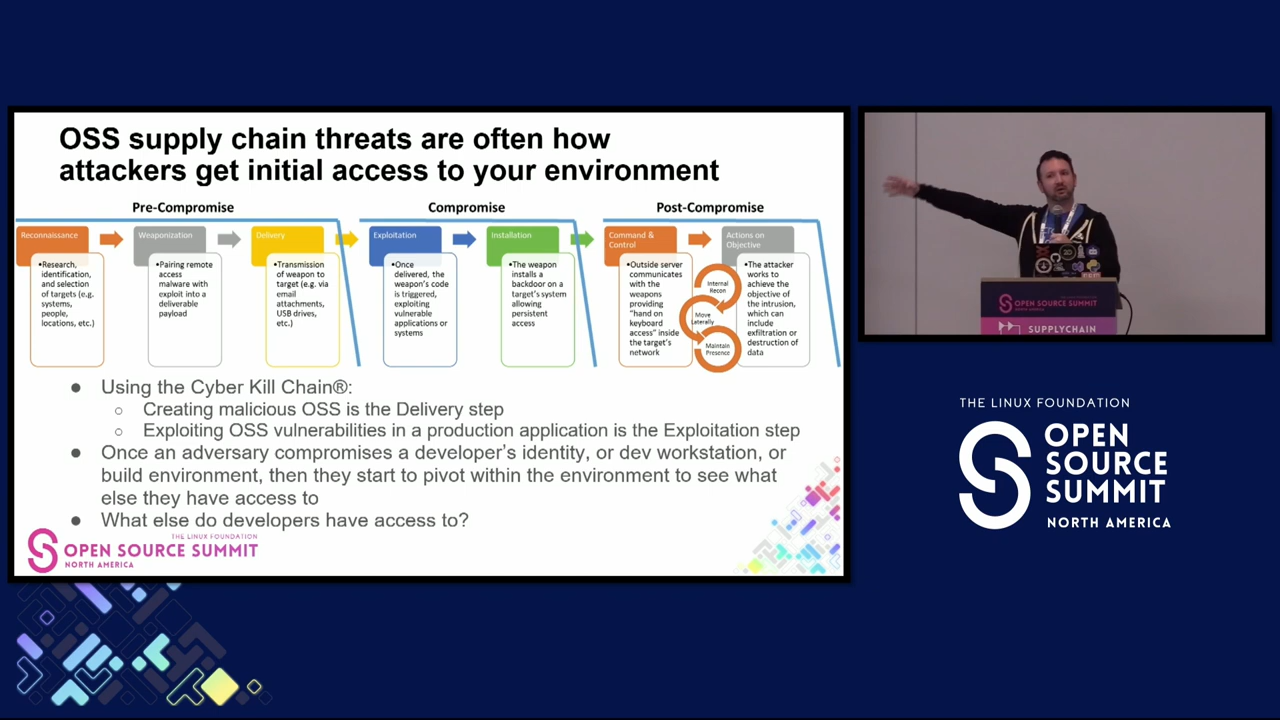 OSS supply chain threats are often how
attackers get initial access to your environment
Pre-Compromise
Compromise
Post-Compromise
Reconnaissance
Weaponization
Delivery
Exploitation
Installation
Command &
Control
Actions on
Objective
•Research,
identification,
and selection
of targets (e.g.
systems,
people,
locations, etc.)
•Pairing remote
access
malware with
exploit into a
deliverable
payload
•Transmission
of weapon to
target (e.g. via
email
attachments,
USB drives,
etc.)
•Once
delivered, the
weapon's code
is triggered,
exploiting
vulnerable
applications or
systems
•The weapon
installs a
backdoor on a
target's system
allowing
persistent
access
•Outside server
communicates
with the
weapons
providing
"hand on
keyboard
access" inside
the target's
network
Internal
Recon
Move
Laterally
Maintain
Presence
•The attacker
works to
achieve the
objective of
the intrusion,
which can
include
exfiltration or
destruction of
data
● Using the Cyber Kill Chain®:
○ Creating malicious OSS is the Delivery step
○ Exploiting OSS vulnerabilities in a production application is the Exploitation step
● Once an adversary compromises a developer's identity, or dev workstation, or
build environment, then they start to pivot within the environment to see what
else they have access to
● What else do developers have access to?
THE LINUX FOUNDATION
OPEN SOURCE SUMMIT
NORTH AMERICA
OPEN SOURCE SUMMIT
SUPPLYCHAIN
THE LINUX FOUNDATION
OPEN
SOURCE
SUMMIT
NORTH AMERICA